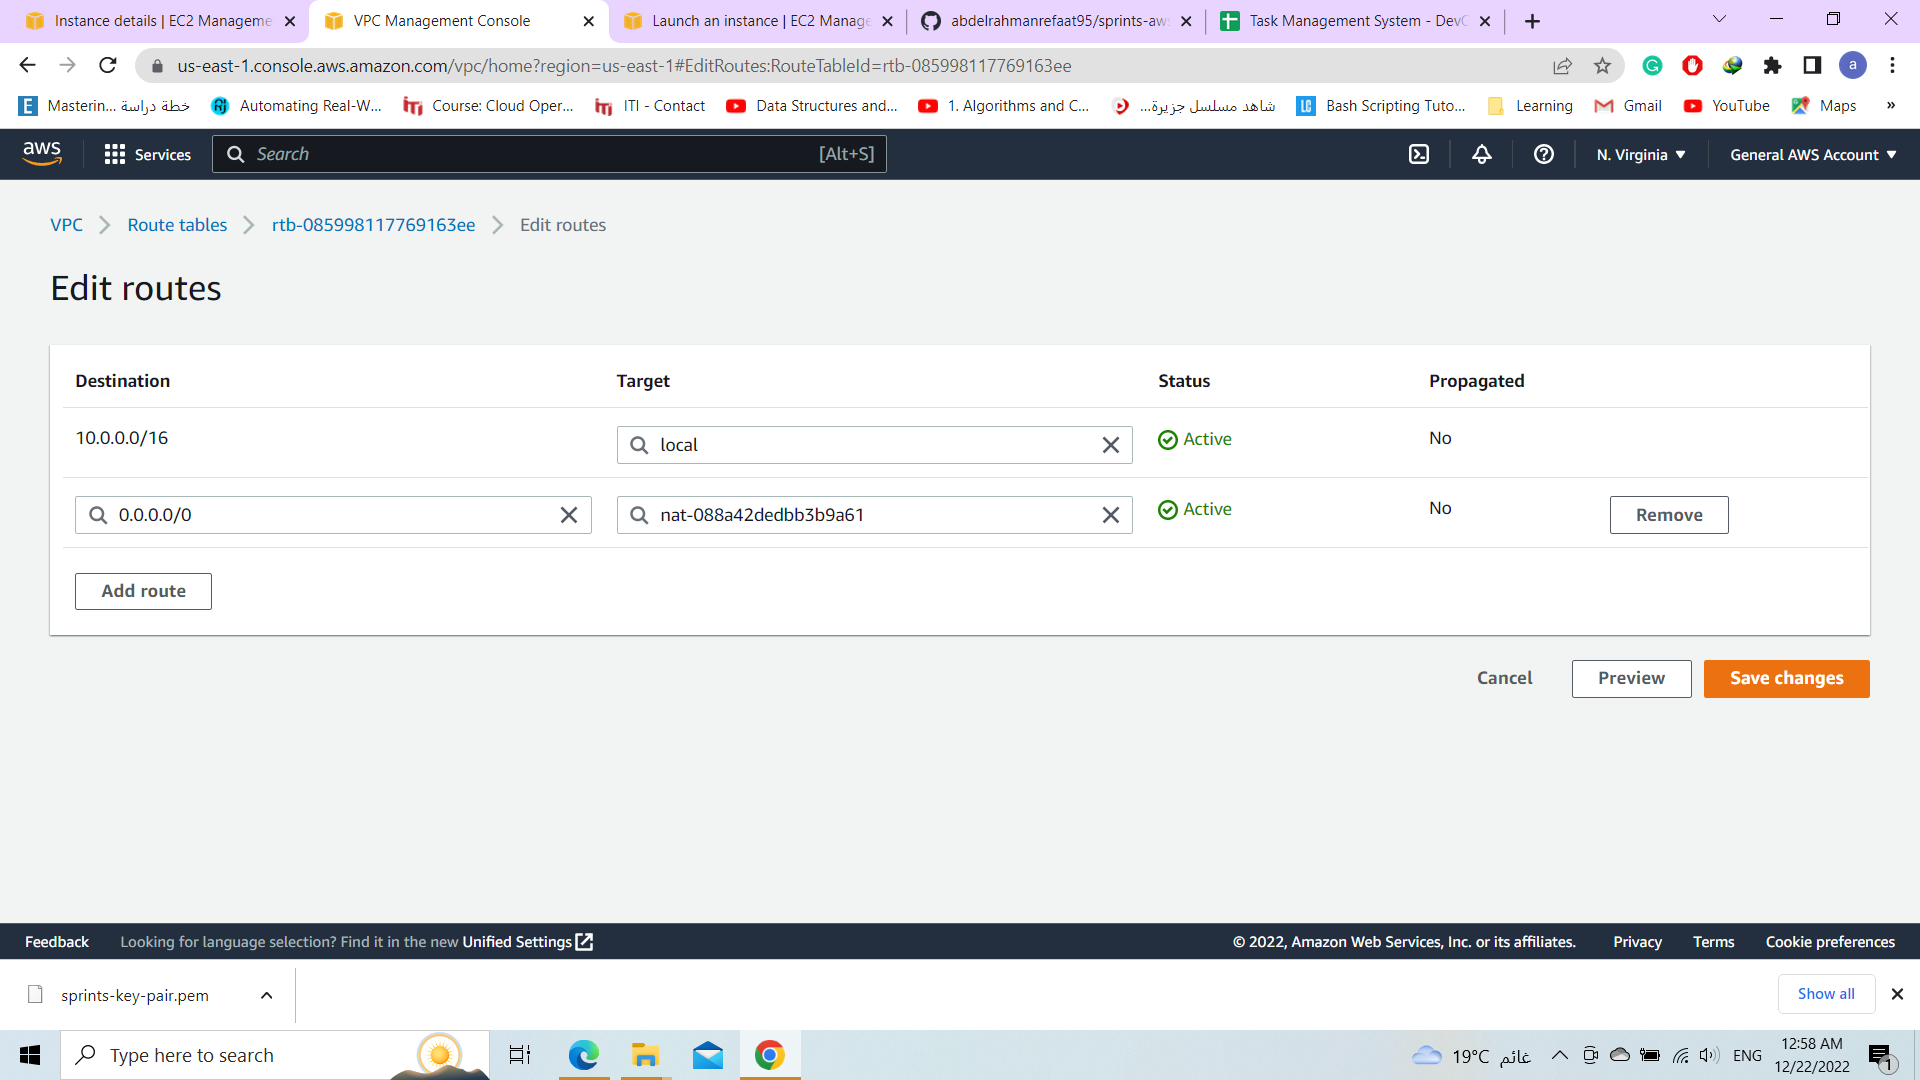 Instance details | EC2 Manageme
VPC Management Console
Launch an instance | EC2 Manage
abdelrahmanrefaat95/sprints-aws
Task Management System - DevO
us-east-1.console.aws.amazon.com/vpc/home?region=us-east-1#EditRoutes:RouteTableId=rtb-085998117769163ee
a
Masterin... خطة دراسة
Automating Real-W...
Course: Cloud Oper...
ITI - Contact
Data Structures and...
1. Algorithms and C...
شاهد مسلسل جزيرة...
LC
Bash Scripting Tuto...
Learning
Gmail
YouTube
Maps
»
aws
Services
Search
[Alt+S]
N. Virginia
General AWS Account
VPC
Route tables
rtb-085998117769163ee
Edit routes
Edit routes
Destination
Target
Status
Propagated
10.0.0.0/16
local
Active
No
0.0.0.0/0
nat-088a42dedbb3b9a61
Active
No
Remove
Add route
Cancel
Preview
Save changes
Feedback
Looking for language selection? Find it in the new Unified Settings
© 2022, Amazon Web Services, Inc. or its affiliates.
Privacy
Terms
Cookie preferences
sprints-key-pair.pem
Show all
Type here to search
19°C غائم
ENG
12:58 AM
12/22/2022
1